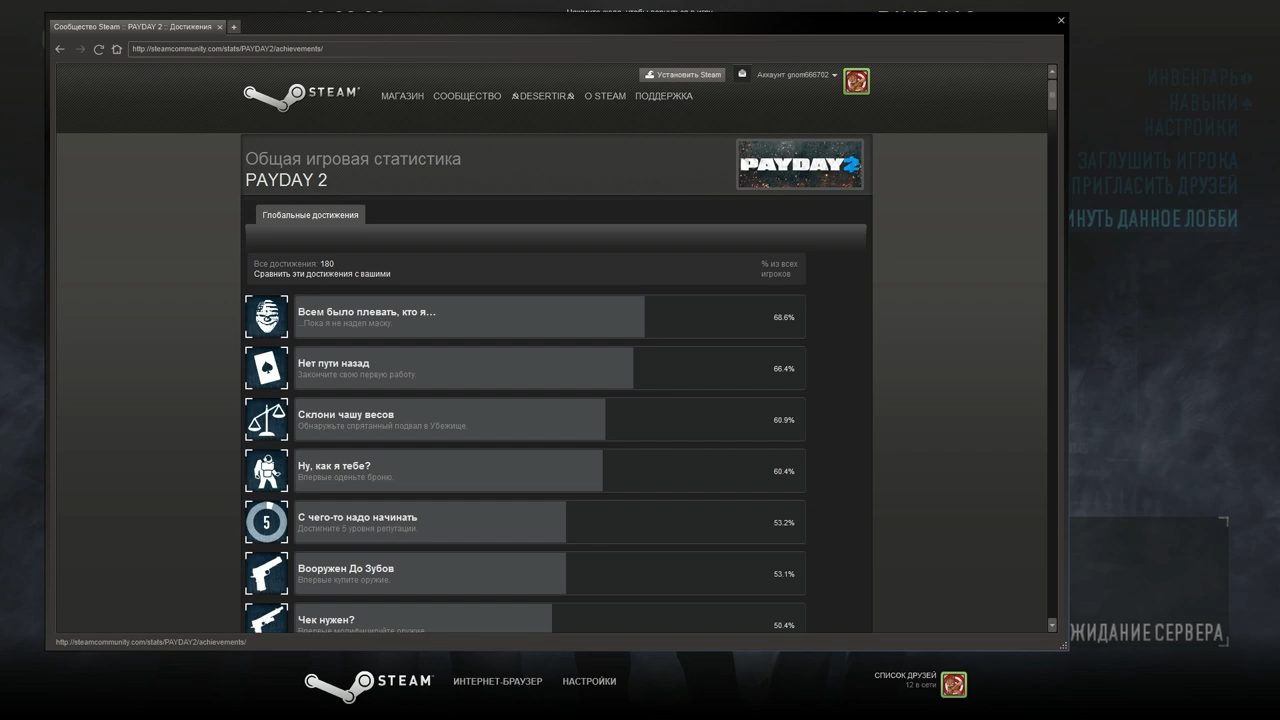 Сообщество Steam :: PAYDAY 2 :: Достижения
http://steamcommunity.com/stats/PAYDAY2/achievements/
Установить Steam
Аккаунт gnom666702
STEAM
МАГАЗИН СООБЩЕСТВО ☭DESERTIR☭ О STEAM ПОДДЕРЖКА
Общая игровая статистика
PAYDAY 2
PAYDAY 2
Глобальные достижения
Все достижения: 180
Сравнить эти достижения с вашими
% из всех
игроков
Всем было плевать, кто я…
...Пока я не надел маску.
68.6%
Нет пути назад
Закончите свою первую работу.
66.4%
Склони чашу весов
Обнаружьте спрятанный подвал в Убежище.
60.9%
Ну, как я тебе?
Впервые оденьте броню.
60.4%
5
С чего-то надо начинать
Достигните 5 уровня репутации.
53.2%
Вооружен До Зубов
Впервые купите оружие.
53.1%
Чек нужен?
Впервые модифицируйте оружие.
50.4%
http://steamcommunity.com/stats/PAYDAY2/achievements/
ИНВЕНТАРЬ
НАВЫКИ
НАСТРОЙКИ
ЗАГЛУШИТЬ ИГРОКА
ПРИГЛАСИТЬ ДРУЗЕЙ
ИНУТЬ ДАННОЕ ЛОББИ
ЖИДАНИЕ СЕРВЕРА
STEAM
ИНТЕРНЕТ-БРАУЗЕР
НАСТРОЙКИ
СПИСОК ДРУЗЕЙ
12 в сети